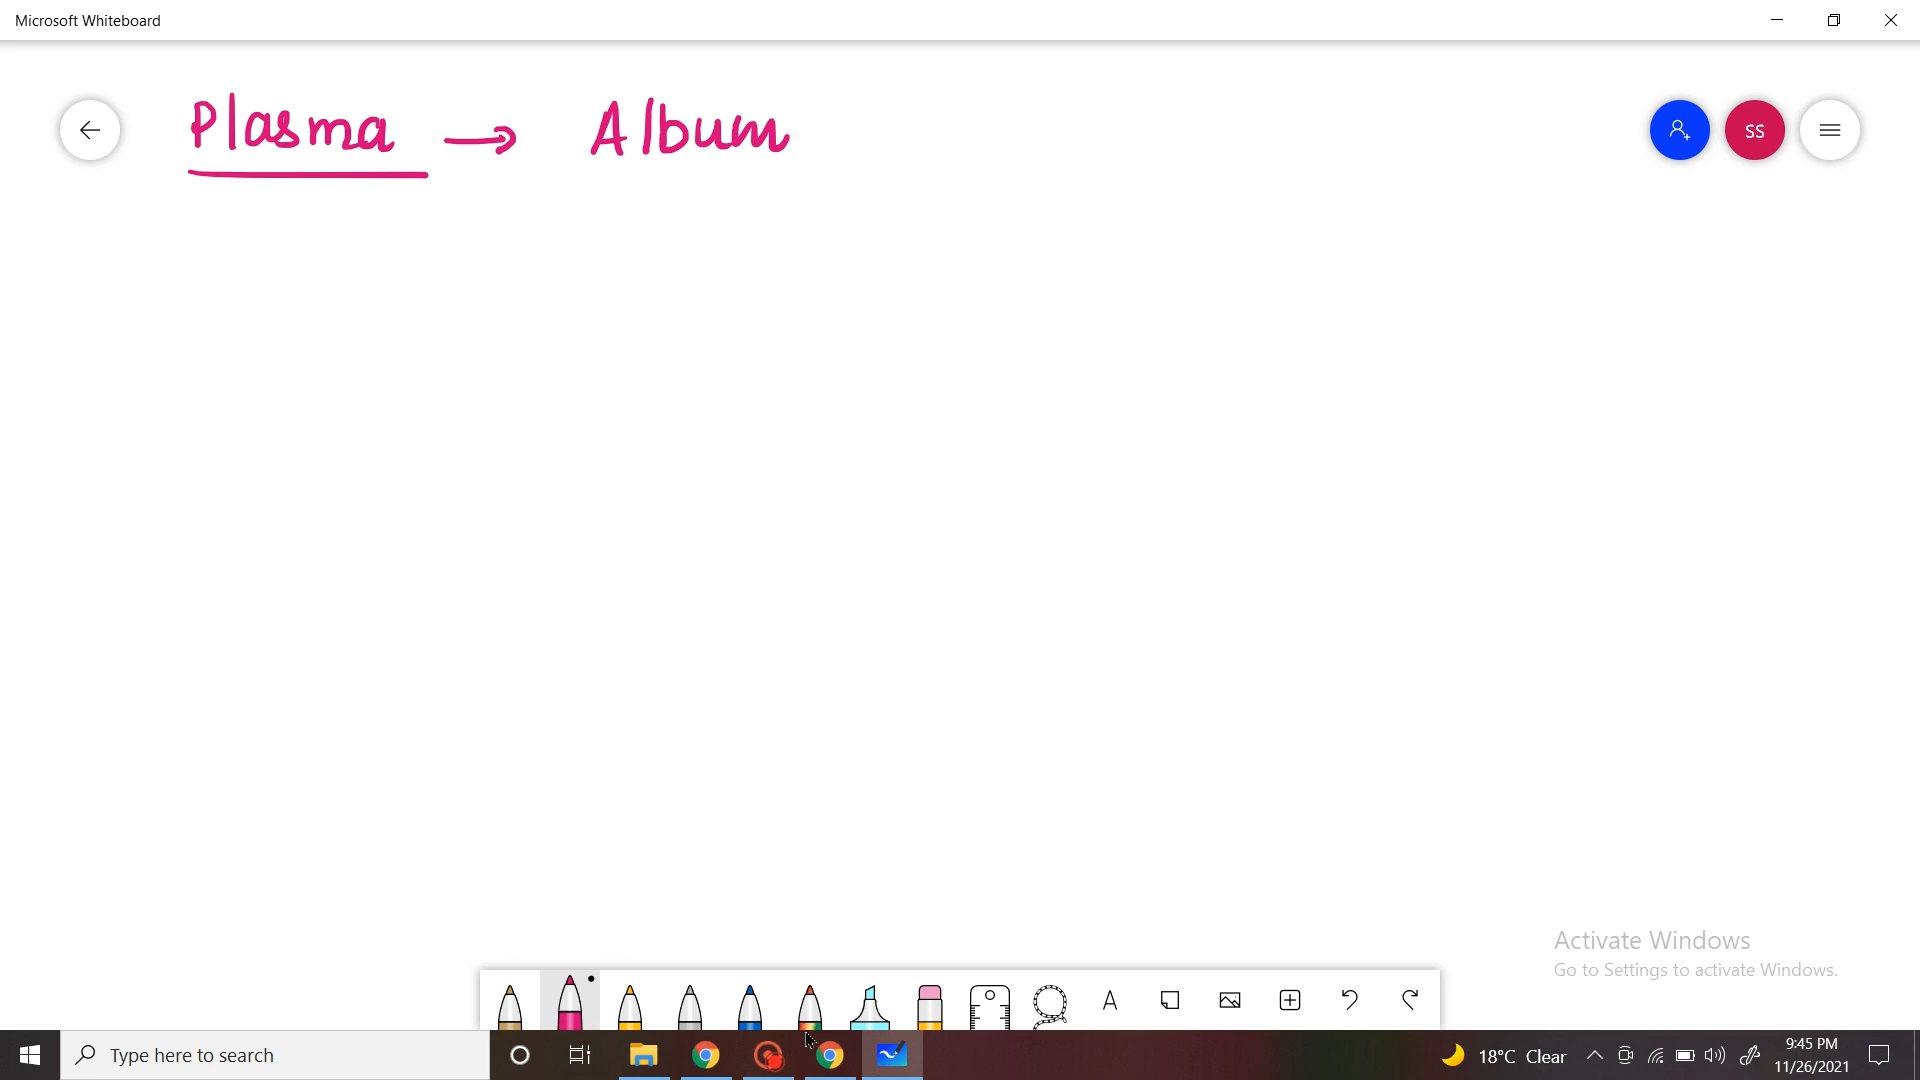 Microsoft Whiteboard
Plasma → Album
SS
Activate Windows
Go to Settings to activate Windows.
A
Type here to search
18°C Clear
9:45 PM
11/26/2021